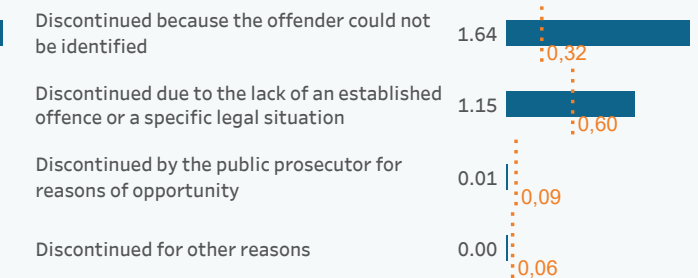 Discontinued because the offender could not
be identified
1.64
0,32
Discontinued due to the lack of an established
offence or a specific legal situation
1.15
0,60
Discontinued by the public prosecutor for
reasons of opportunity
0.01
0,09
Discontinued for other reasons
0.00
0,06